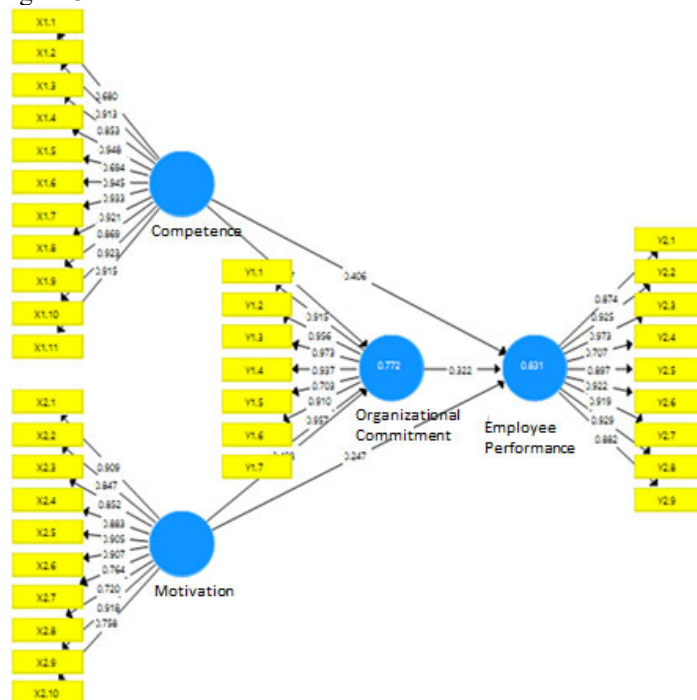 X1.1
X1.2
X1.3
X1.4
X1.5
X1.6
X1.7
X1.8
X1.9
X1.10
X1.11
0.680
0.913
0.853
0.948
0.694
0.945
0.933
0.921
0.869
0.923
0.915
Competence
X2.1
X2.2
X2.3
X2.4
X2.5
X2.6
X2.7
X2.8
X2.9
X2.10
0.909
0.847
0.852
0.883
0.905
0.907
0.764
0.720
0.918
0.758
Motivation
Y1.1
Y1.2
Y1.3
Y1.4
Y1.5
Y1.6
Y1.7
0.915
0.956
0.973
0.937
0.703
0.910
0.957
0.772
Organizational
Commitment
0.406
0.322
0.247
0.831
Employee
Performance
Y2.1
Y2.2
Y2.3
Y2.4
Y2.5
Y2.6
Y2.7
Y2.8
Y2.9
0.874
0.925
0.973
0.707
0.897
0.922
0.919
0.929
0.882